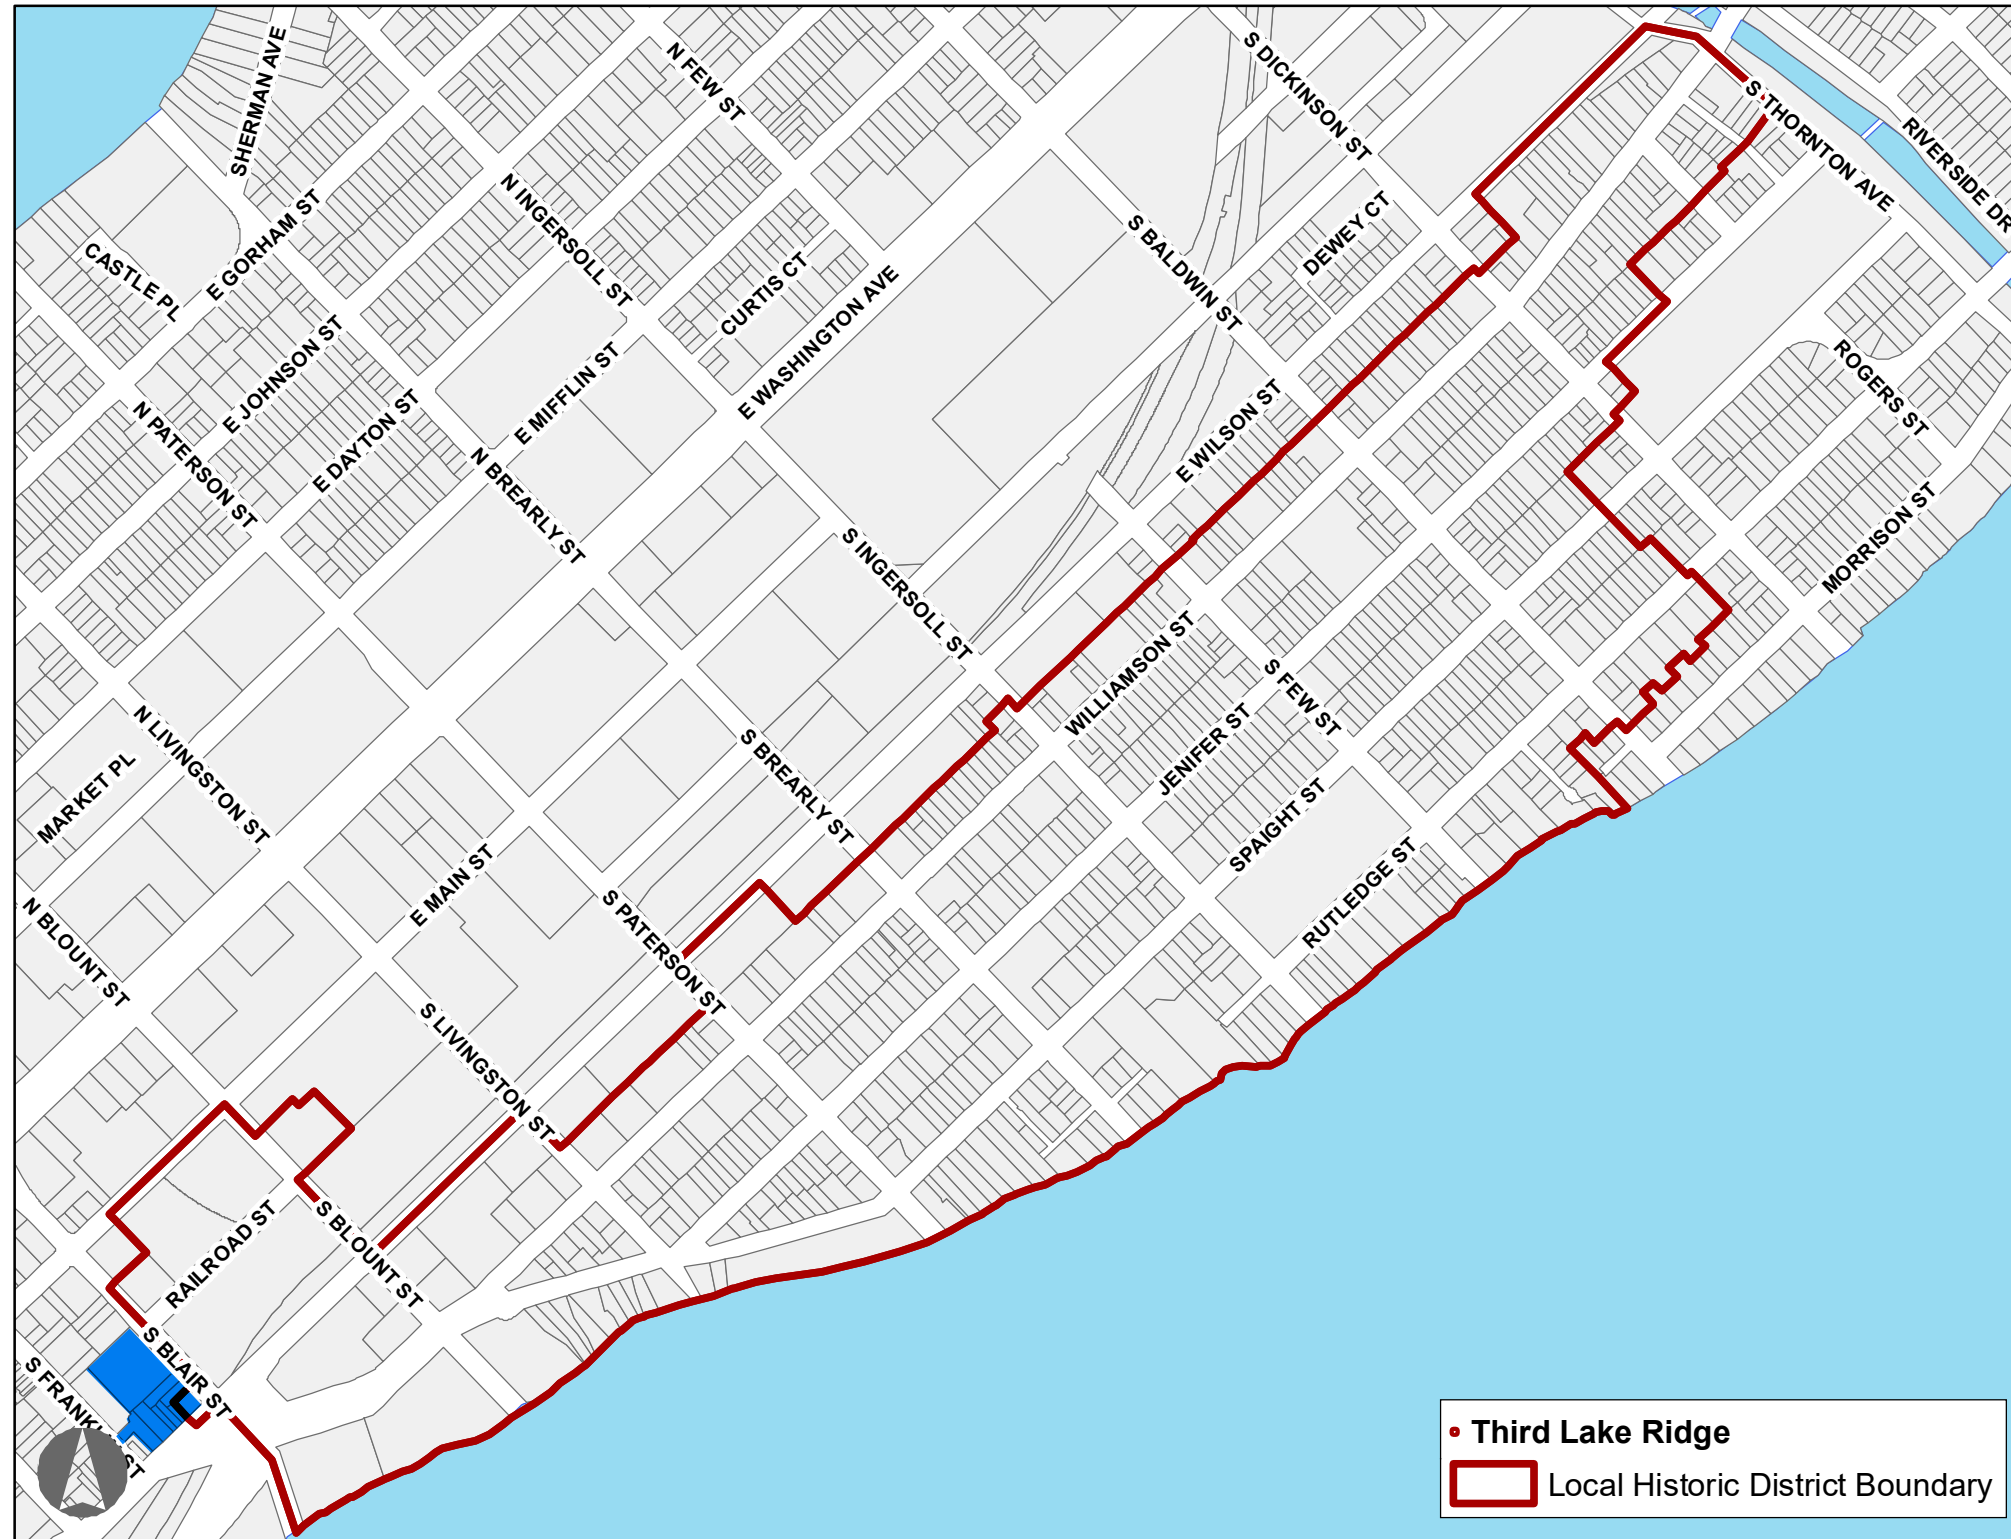 SHERMAN AVE
N FEW ST
S DICKINSON ST
S THORNTON AVE
RIVERSIDE DR
E GORHAM ST
N INGERSOLL ST
CASTLE PL
CURTIS CT
DEWEY CT
S BALDWIN ST
E WASHINGTON AVE
E JOHNSON ST
E MIFFLIN ST
ROGERS ST
N PATERSON ST
E DAYTON ST
E WILSON ST
N BREARLY ST
MORRISON ST
S INGERSOLL ST
WILLIAMSON ST
S FEW ST
N LIVINGSTON ST
JENIFER ST
S BREARLY ST
MARKET PL
SPAIGHT ST
E MAIN ST
RUTLEDGE ST
N BLOUNT ST
S PATERSON ST
S LIVINGSTON ST
RAILROAD ST
S BLOUNT ST
S BLAIR ST
S FRANKLIN ST
Third Lake Ridge
Local Historic District Boundary